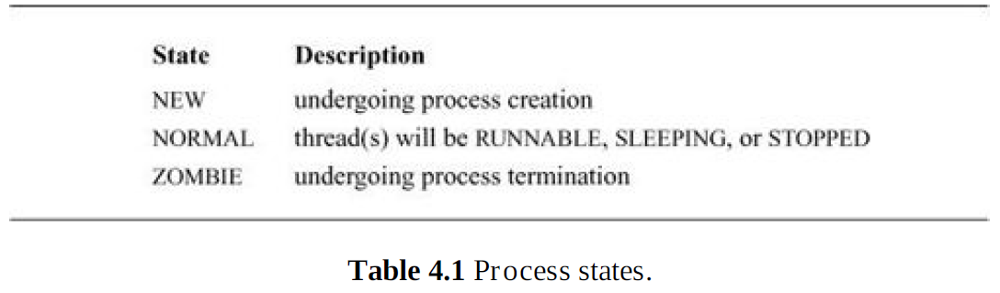 State Description
NEW undergoing process creation
NORMAL thread(s) will be RUNNABLE, SLEEPING, or STOPPED
ZOMBIE undergoing process termination
Table 4.1 Process states.